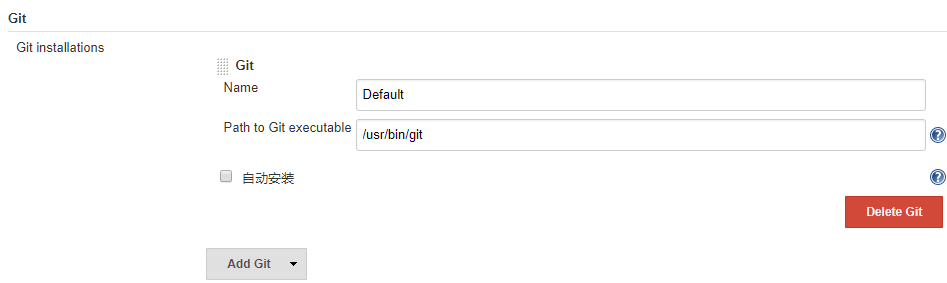 Git
Git installations
Git
Name
Default
Path to Git executable
/usr/bin/git
?
自动安装
?
Delete Git
Add Git